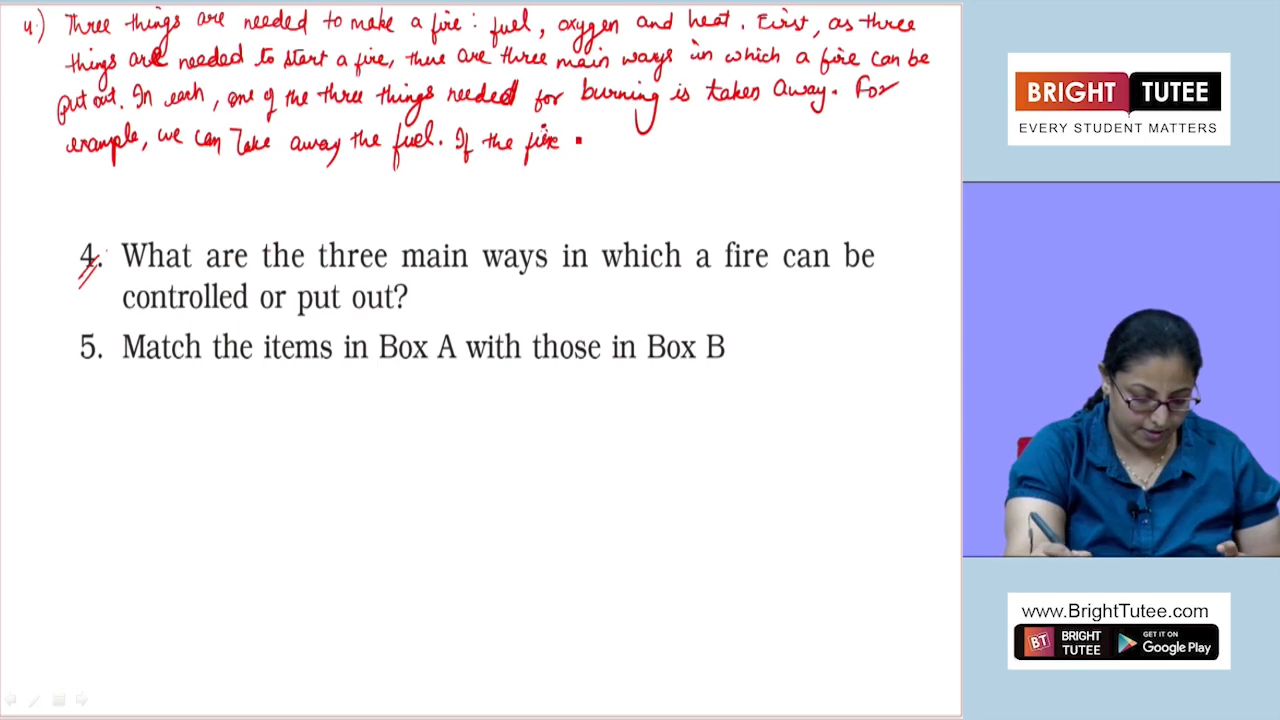 4.) Three things are needed to make a fire : fuel, oxygen and heat. First, as three
things are needed to start a fire, there are three main ways in which a fire can be
put out. In each, one of the three things needed for burning is taken away. For
example, we can Take away the fuel. If the fire
4. What are the three main ways in which a fire can be
controlled or put out?
5. Match the items in Box A with those in Box B
BRIGHT TUTEE
EVERY STUDENT MATTERS
www.BrightTutee.com
BT BRIGHT TUTEE
GET IT ON
Google Play